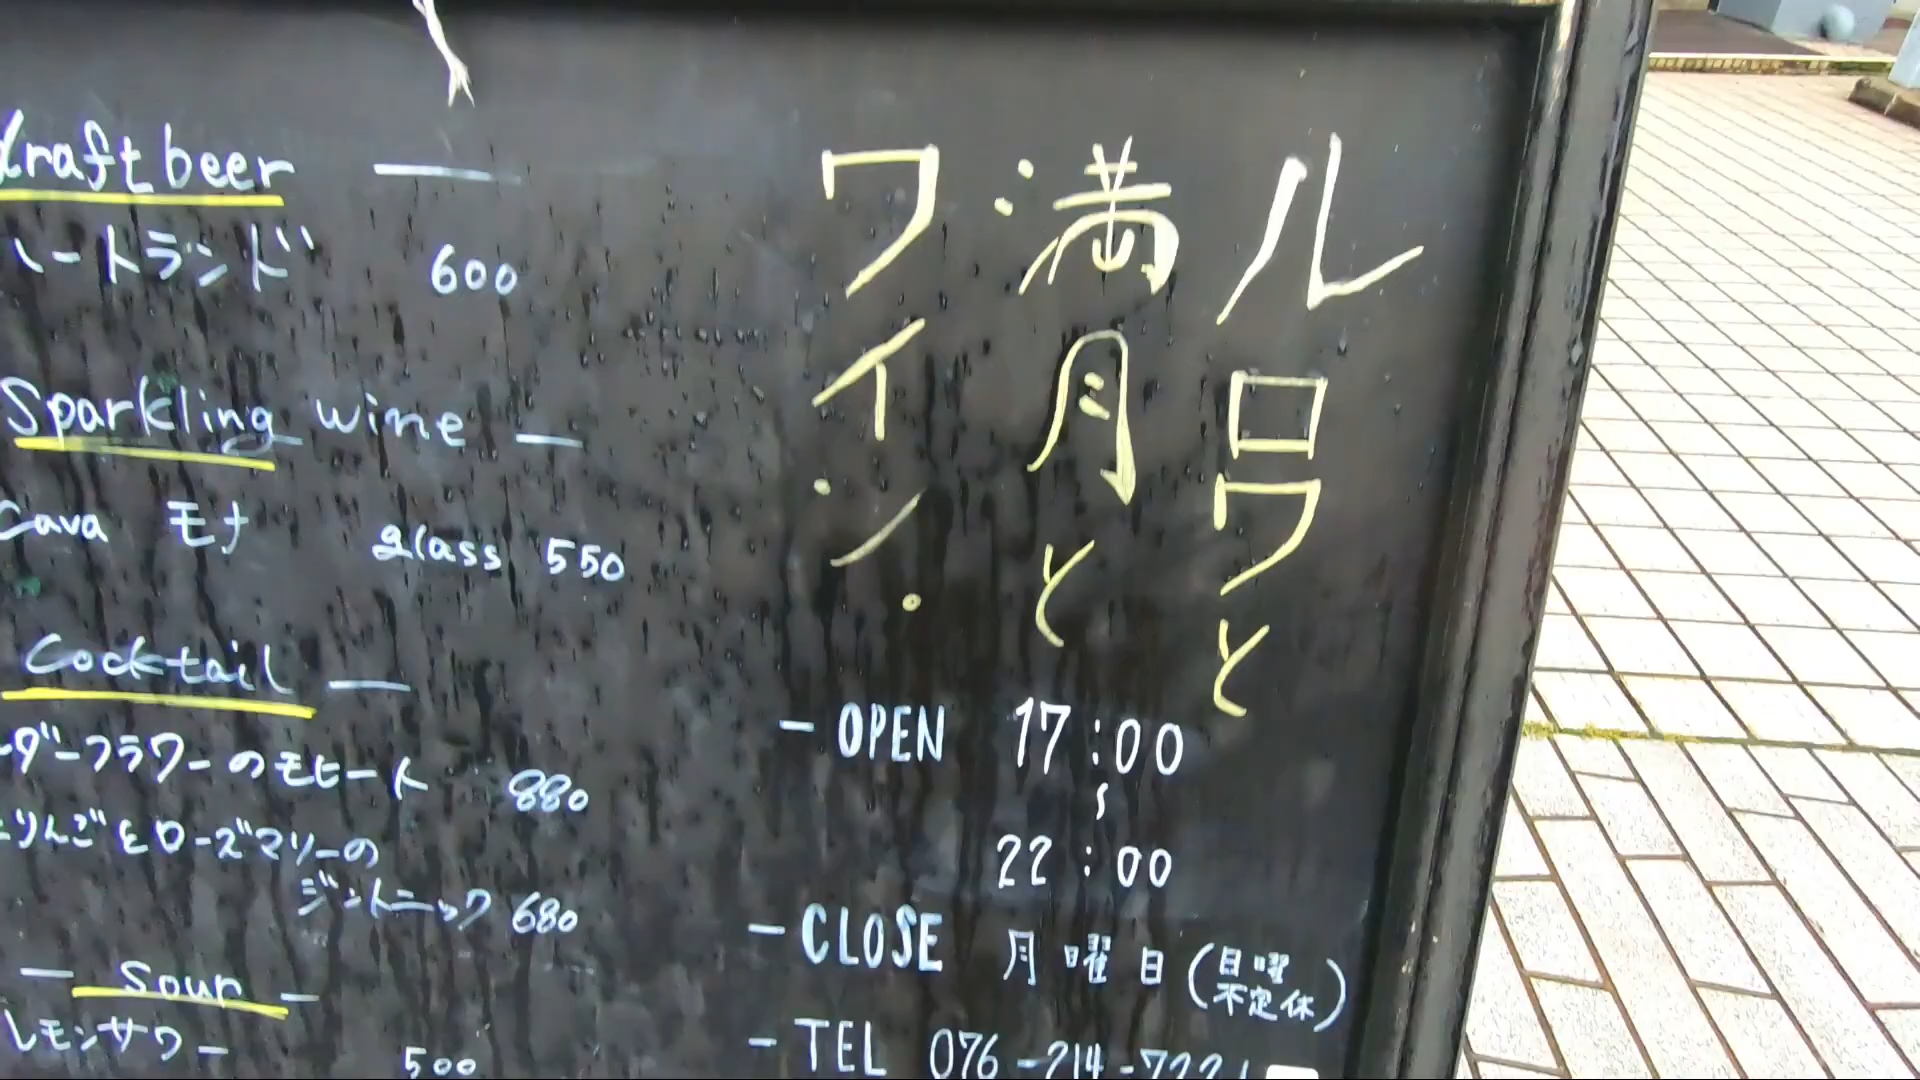 craft beer
ハートランド 600
Sparkling wine
Cava モナ glass 550
Cocktail
ダーフラワーのモヒート 880
りんごとローズマリーの
ジントニック 680
Sour
レモンサワー 500
ルロワと
満月と
ワイン。
- OPEN 17:00
~
22:00
- CLOSE 月曜日(日曜
不定休)
- TEL 076-214-7221